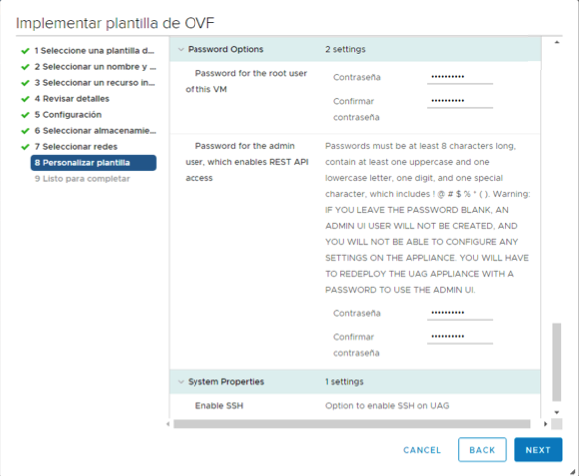 Implementar plantilla de OVF
1 Seleccione una plantilla d...
2 Seleccionar un nombre y ...
3 Seleccionar un recurso in...
4 Revisar detalles
5 Configuración
6 Seleccionar almacenamie...
7 Seleccionar redes
8 Personalizar plantilla
9 Listo para completar
Password Options 2 settings
Password for the root user
of this VM
Contraseña ••••••••••
Confirmar
contraseña ••••••••••
Password for the admin
user, which enables REST API
access
Passwords must be at least 8 characters long,
contain at least one uppercase and one
lowercase letter, one digit, and one special
character, which includes ! @ # $ % * ( ). Warning:
IF YOU LEAVE THE PASSWORD BLANK, AN
ADMIN UI USER WILL NOT BE CREATED, AND
YOU WILL NOT BE ABLE TO CONFIGURE ANY
SETTINGS ON THE APPLIANCE. YOU WILL HAVE
TO REDEPLOY THE UAG APPLIANCE WITH A
PASSWORD TO USE THE ADMIN UI.
Contraseña ••••••••••
Confirmar
contraseña ••••••••••
System Properties 1 settings
Enable SSH Option to enable SSH on UAG
CANCEL BACK NEXT